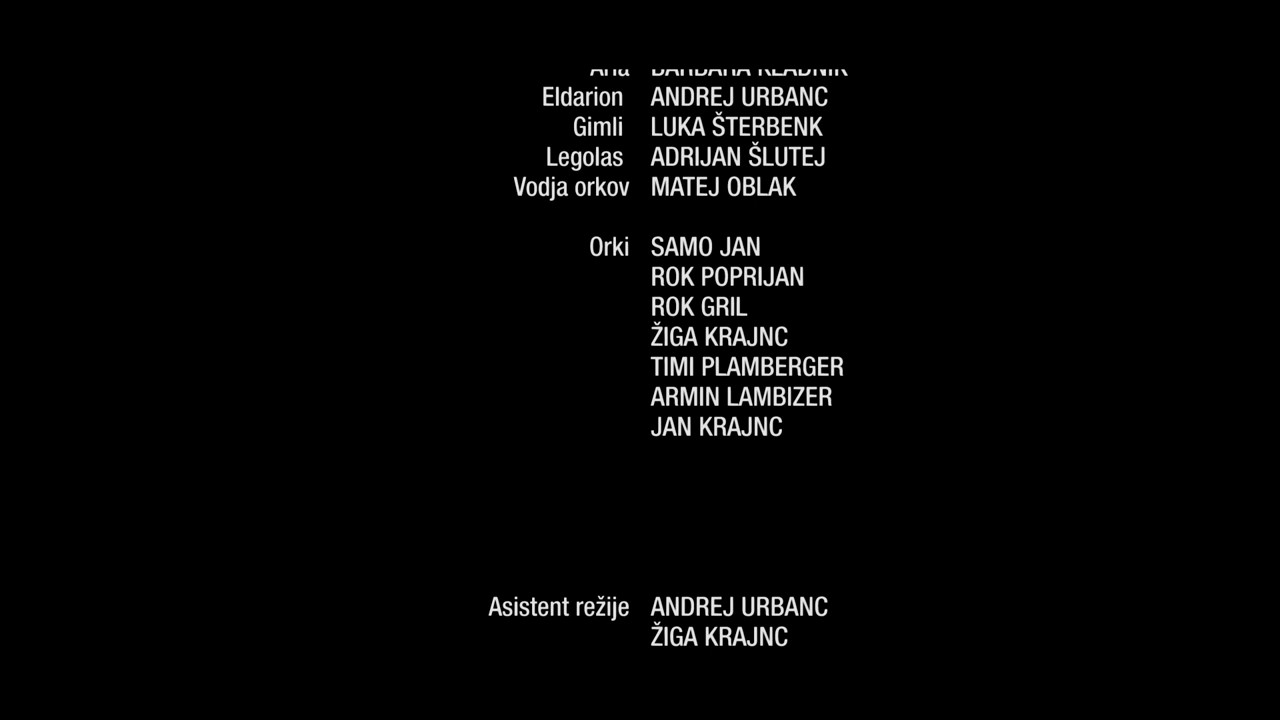 Eldarion ANDREJ URBANC
Gimli LUKA ŠTERBENK
Legolas ADRIJAN ŠLUTEJ
Vodja orkov MATEJ OBLAK
Orki SAMO JAN
ROK POPRIJAN
ROK GRIL
ŽIGA KRAJNC
TIMI PLAMBERGER
ARMIN LAMBIZER
JAN KRAJNC
Asistent režije ANDREJ URBANC
ŽIGA KRAJNC